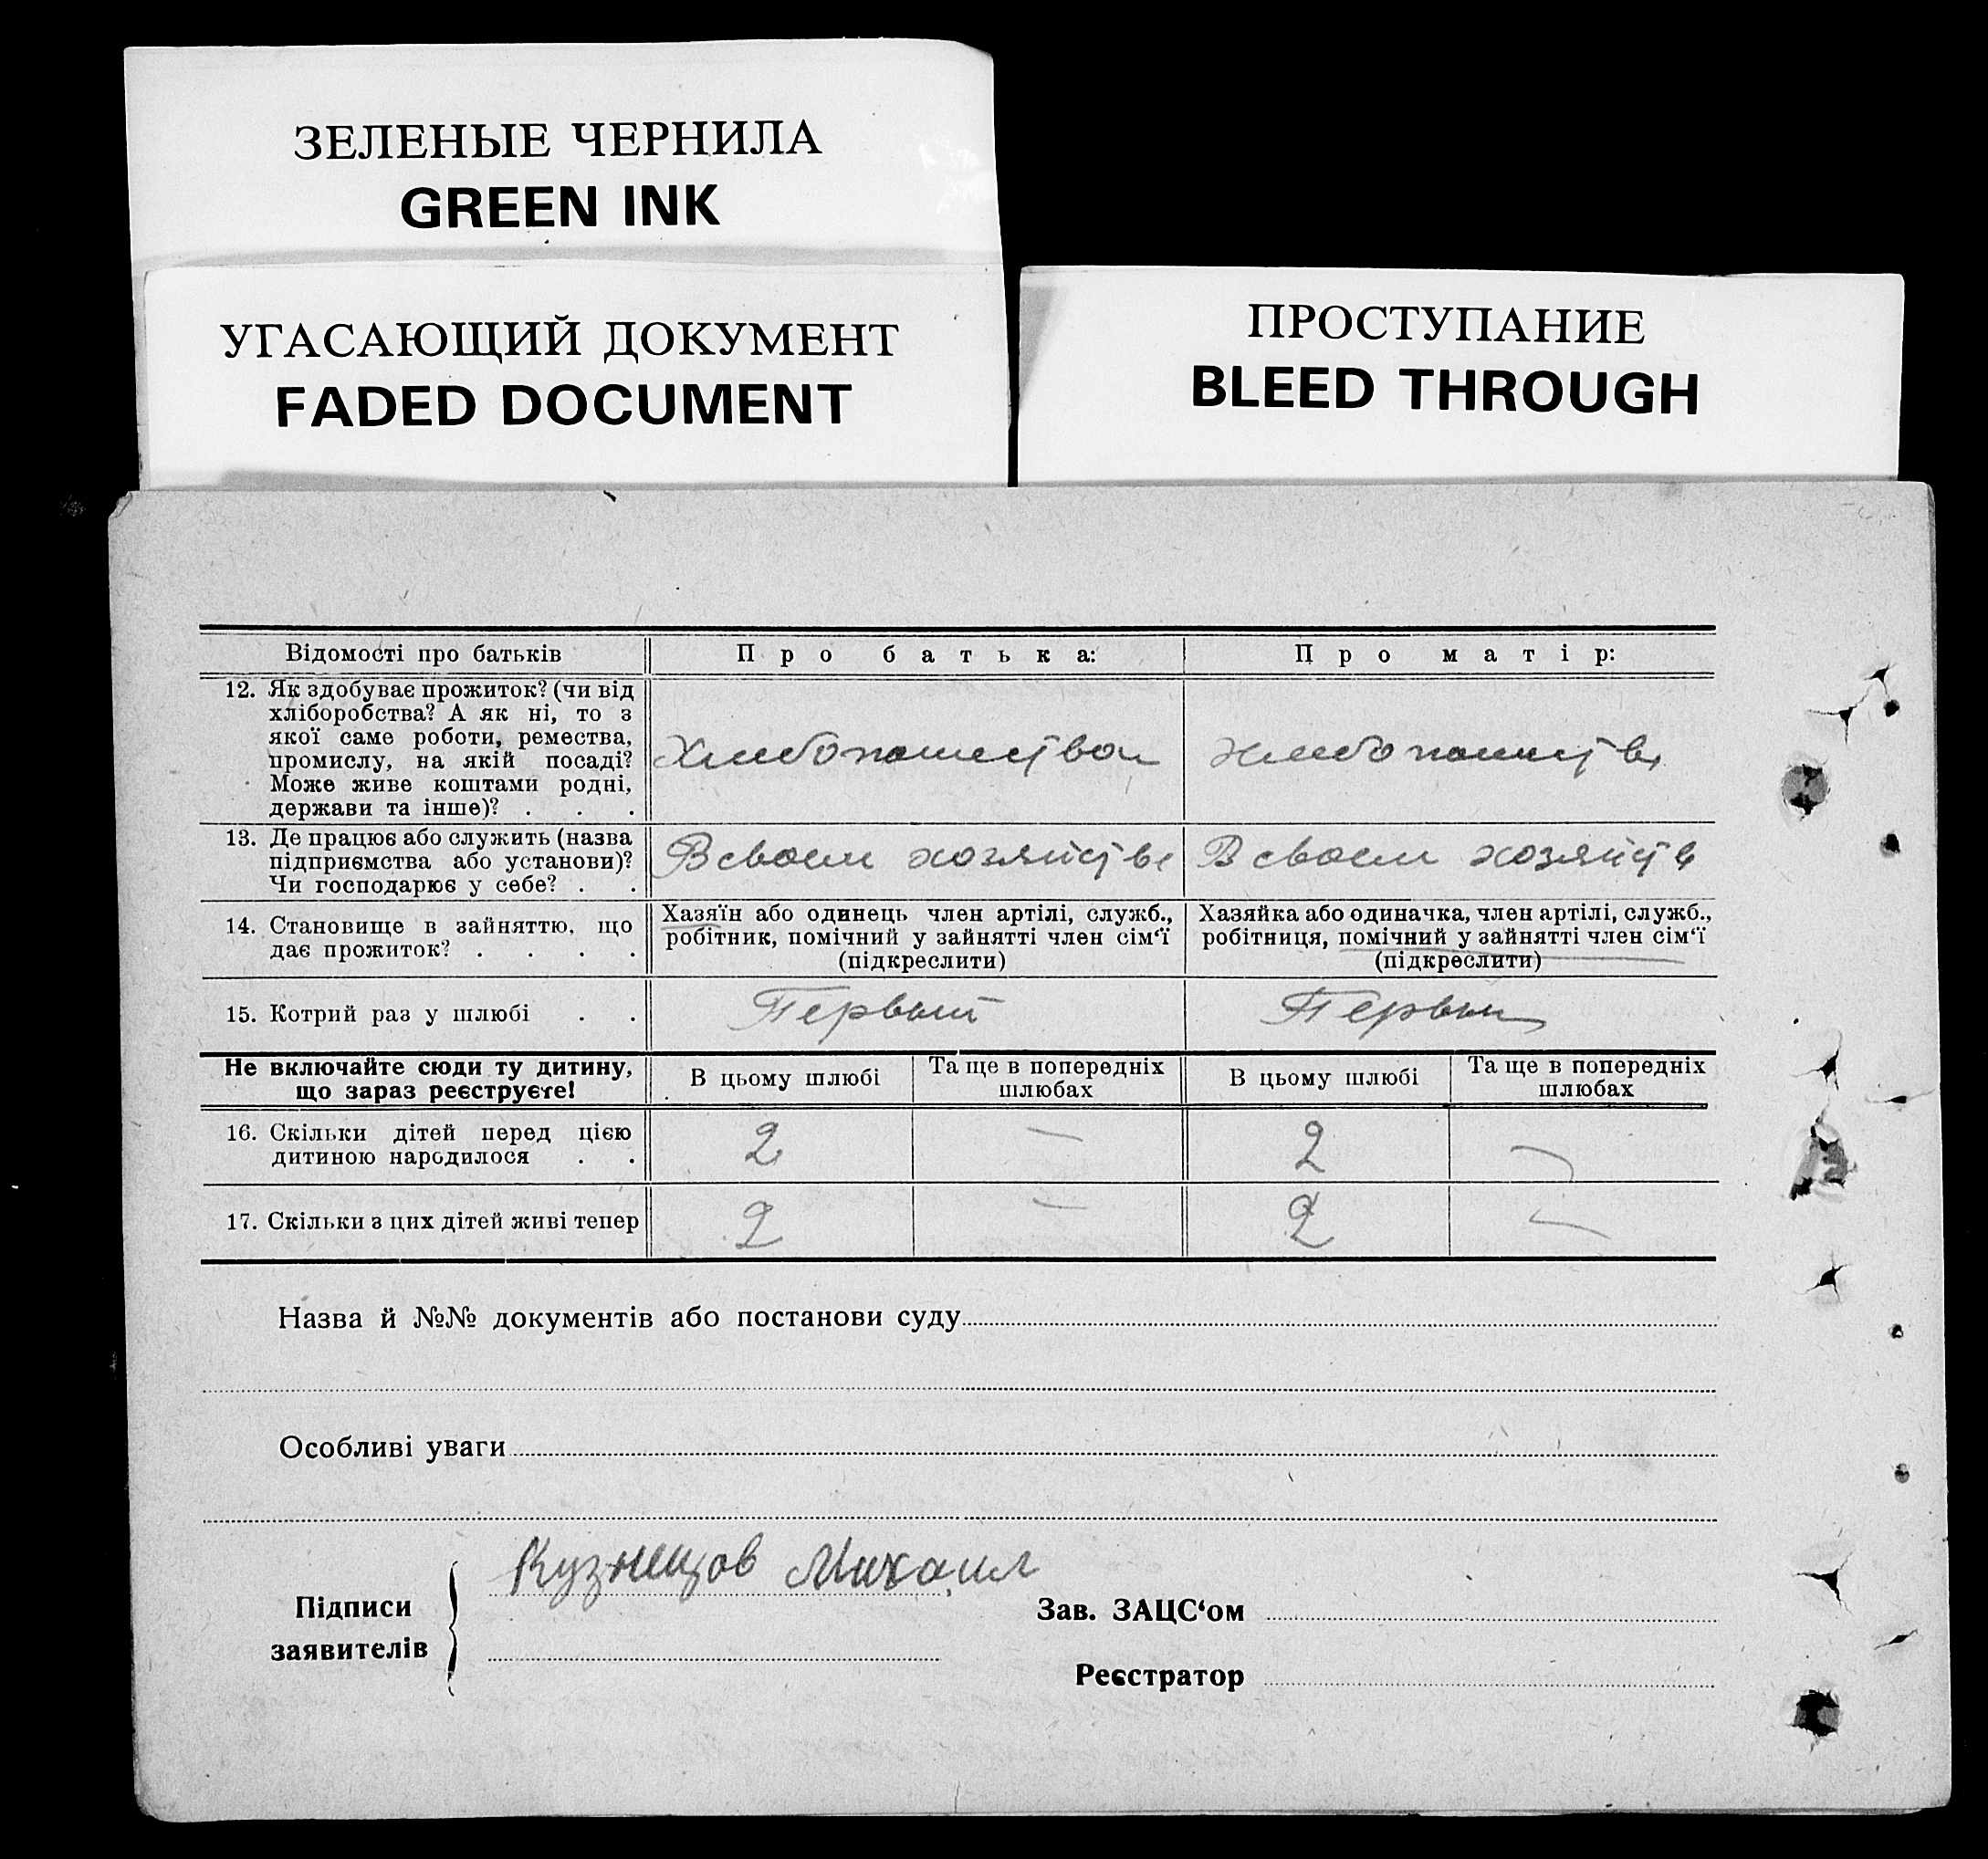 ЗЕЛЕНЫЕ ЧЕРНИЛА
GREEN INK
УГАСАЮЩИЙ ДОКУМЕНТ
FADED DOCUMENT
ПРОСТУПАНИЕ
BLEED THROUGH
Відомості про батьків
Про батька:
Про матір:
12. Як здобуває прожиток? (чи від
хліборобства? А як ні, то з
якої саме роботи, ремества,
промислу, на якій посаді?
Може живе коштами родні,
держави та інше)? . . .
Хлебопашеством
Хлебопашеств
13. Де працює або служить (назва
підприємства або установи)?
Чи господарює у себе? . .
В своем хозяйстве
В своем хозяйств
14. Становище в зайняттю, що
дає прожиток? . . . .
Хазяїн або одинець член артілі, служб.,
робітник, помічний у зайнятті член сім‘ї
(підкреслити)
Хазяйка або одиначка, член артілі, служб.,
робітниця, помічний у зайнятті член сім‘ї
(підкреслити)
15. Котрий раз у шлюбі . .
Первый
Первый
Не включайте сюди ту дитину,
що зараз реєструєте!
В цьому шлюбі
Та ще в попередніх
шлюбах
В цьому шлюбі
Та ще в попередніх
шлюбах
16. Скільки дітей перед цією
дитиною народилося . .
2 — 2 —
17. Скільки з цих дітей живі тепер
2 — 2 —
Назва й №№ документів або постанови суду
Особливі уваги
Підписи
заявителів
Кузнецов Михаил
Зав. ЗАЦС‘ом
Реєстратор